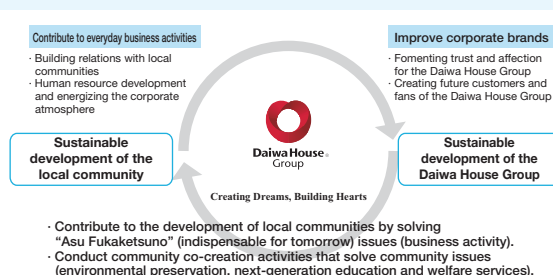 Contribute to everyday business activities
· Building relations with local
communities
· Human resource development
and energizing the corporate
atmosphere
Improve corporate brands
· Fomenting trust and affection
for the Daiwa House Group
· Creating future customers and
fans of the Daiwa House Group
Sustainable
development of the
local community
Daiwa House®
Group
Creating Dreams, Building Hearts
Sustainable
development of the
Daiwa House Group
· Contribute to the development of local communities by solving
“Asu Fukaketsuno” (indispensable for tomorrow) issues (business activity).
· Conduct community co-creation activities that solve community issues
(environmental preservation, next-generation education and welfare services).